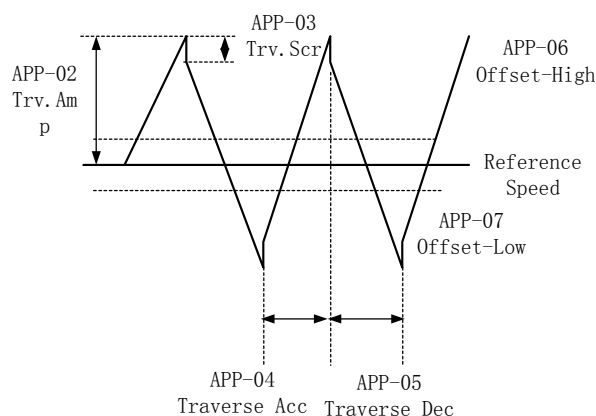 APP-03
Trv.Scr
APP-02
Trv.Am
p
APP-06
Offset-High
Reference
Speed
APP-07
Offset-Low
APP-04
Traverse Acc
APP-05
Traverse Dec